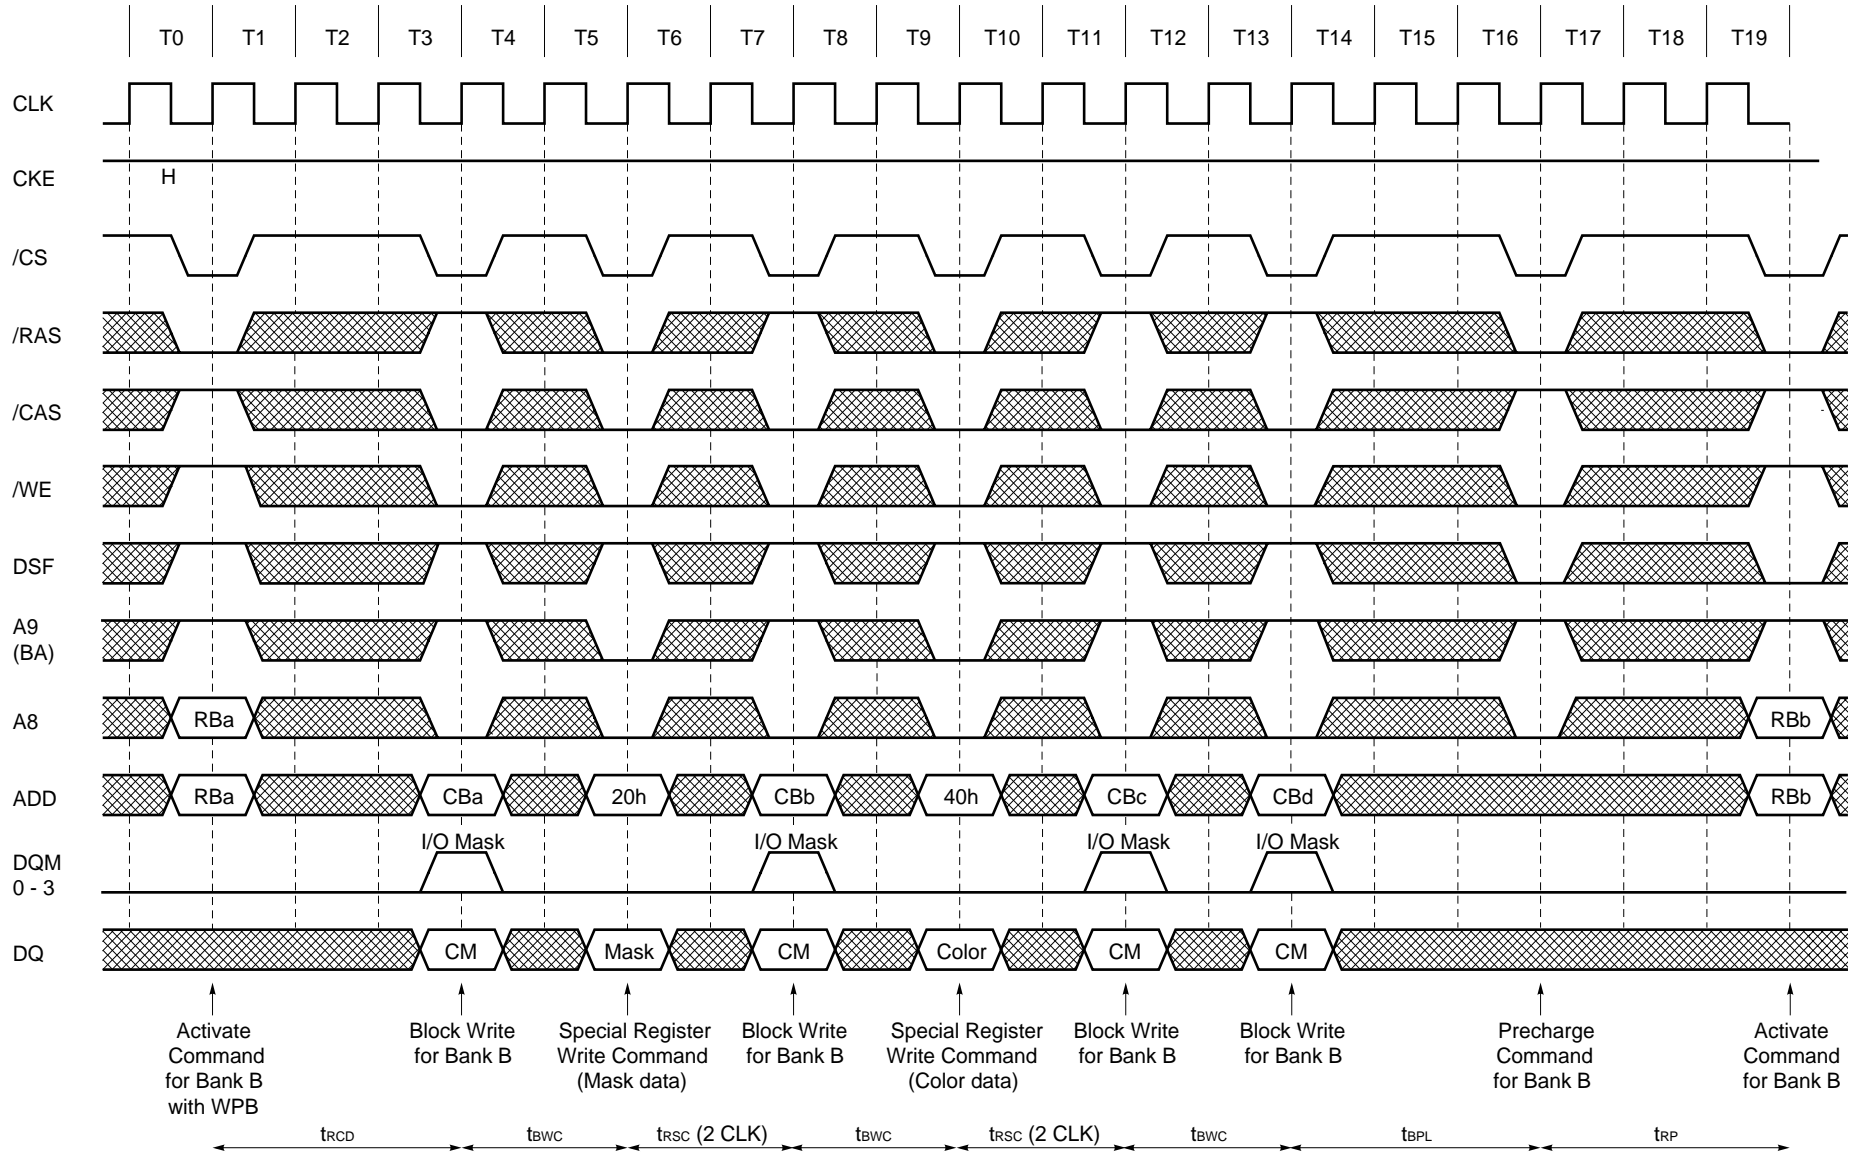 T0 T1 T2 T3 T4 T5 T6 T7 T8 T9 T10 T11 T12 T13 T14 T15 T16 T17 T18 T19
CLK
CKE H
/CS
/RAS
/CAS
/WE
DSF
A9
(BA)
A8 RBa RBb
ADD RBa CBa 20h CBb 40h CBc CBd RBb
I/O Mask I/O Mask I/O Mask I/O Mask
DQM
0 - 3
DQ CM Mask CM Color CM CM
Activate
Command
for Bank B
with WPB
Block Write
for Bank B
Special Register
Write Command
(Mask data)
Block Write
for Bank B
Special Register
Write Command
(Color data)
Block Write
for Bank B
Block Write
for Bank B
Precharge
Command
for Bank B
Activate
Command
for Bank B
tRCD tBWC tRSC (2 CLK) tBWC tRSC (2 CLK) tBWC tBPL tRP